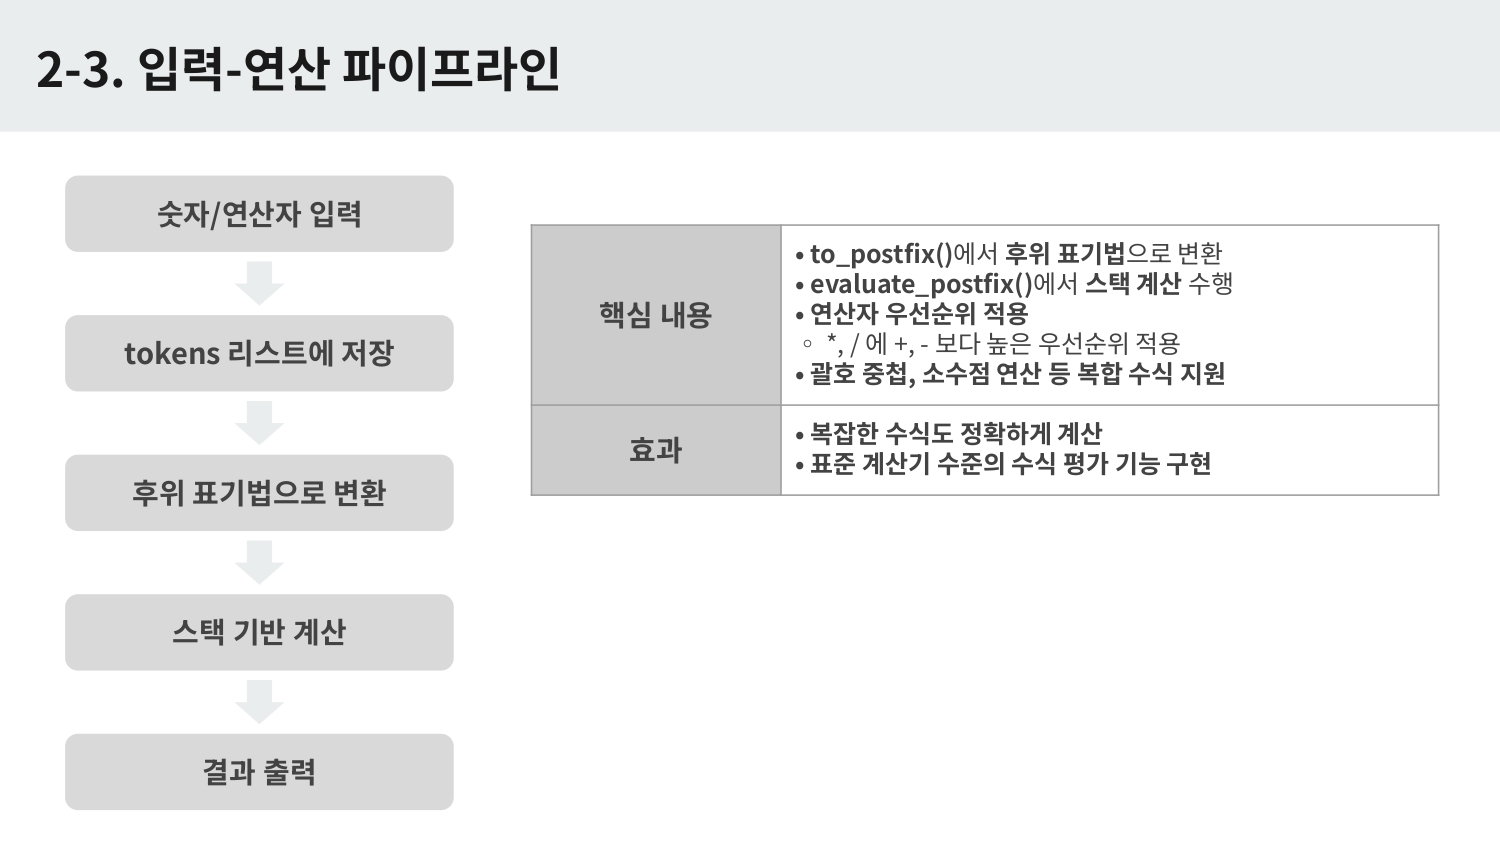 2-3. 입력-연산 파이프라인
숫자/연산자 입력
tokens 리스트에 저장
후위 표기법으로 변환
스택 기반 계산
결과 출력
핵심 내용
• to_postfix()에서 후위 표기법으로 변환
• evaluate_postfix()에서 스택 계산 수행
• 연산자 우선순위 적용
◦ *, / 에 +, - 보다 높은 우선순위 적용
• 괄호 중첩, 소수점 연산 등 복합 수식 지원
효과
• 복잡한 수식도 정확하게 계산
• 표준 계산기 수준의 수식 평가 기능 구현